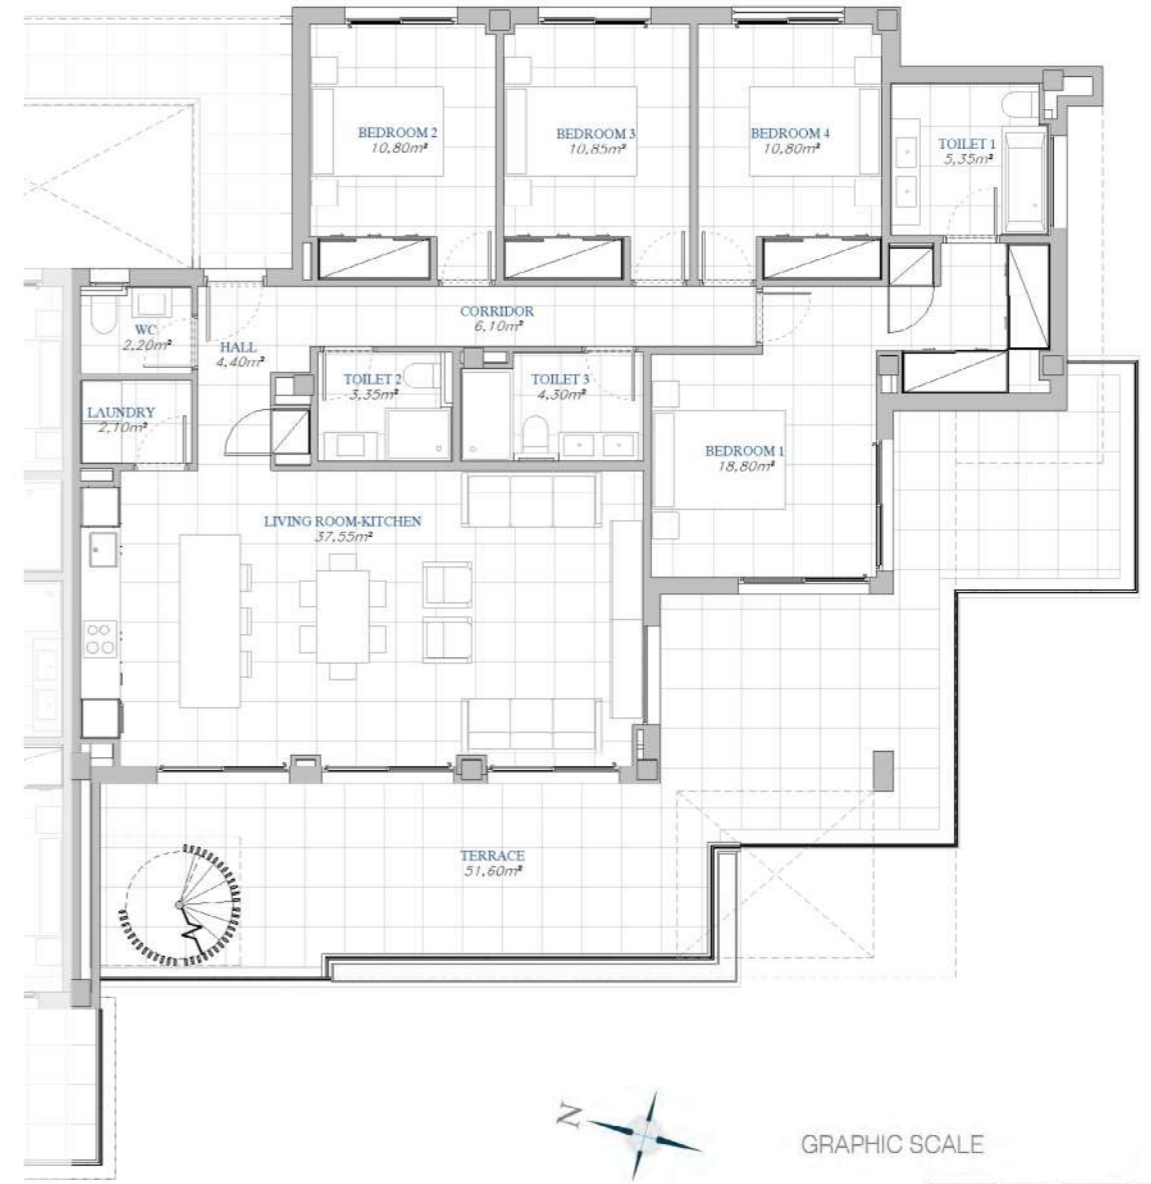 BEDROOM 2
10,80m²
BEDROOM 3
10,85m²
BEDROOM 4
10,80m²
TOILET 1
5,35m²
CORRIDOR
6,10m²
WC
2,20m²
HALL
4,40m²
TOILET 2
3,35m²
TOILET 3
4,30m²
LAUNDRY
2,10m²
BEDROOM 1
18,80m²
LIVING ROOM-KITCHEN
37,55m²
TERRACE
51,60m²
N
GRAPHIC SCALE